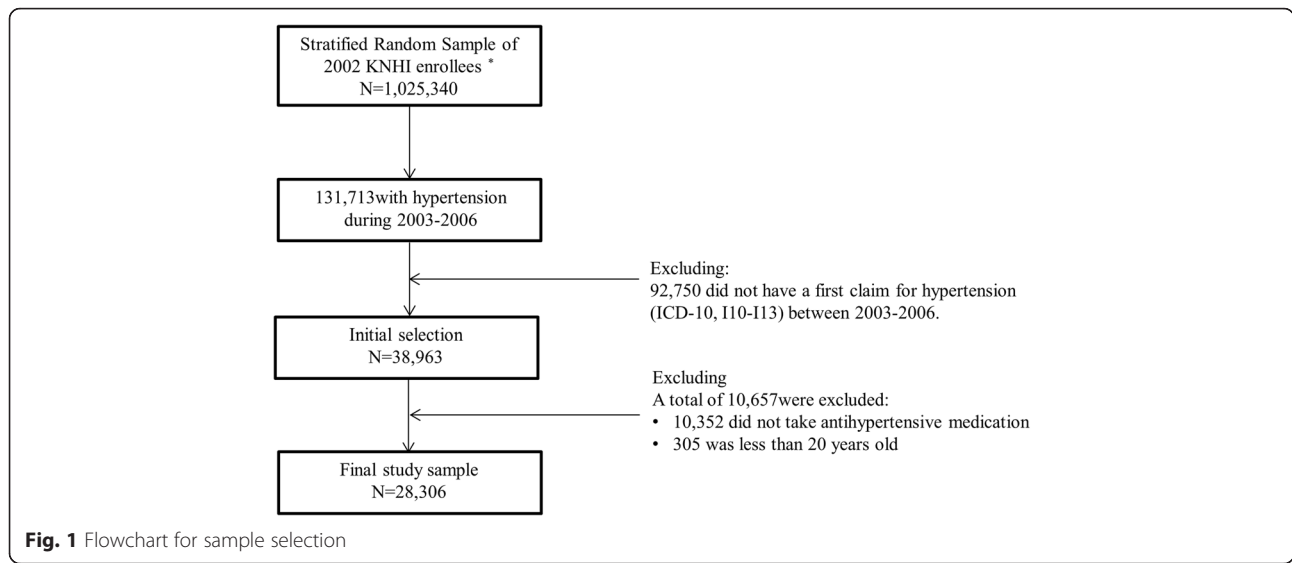 Stratified Random Sample of
2002 KNHI enrollees *
N=1,025,340
131,713with hypertension
during 2003-2006
Excluding:
92,750 did not have a first claim for hypertension
(ICD-10, I10-I13) between 2003-2006.
Initial selection
N=38,963
Excluding
A total of 10,657were excluded:
• 10,352 did not take antihypertensive medication
• 305 was less than 20 years old
Final study sample
N=28,306
Fig. 1 Flowchart for sample selection